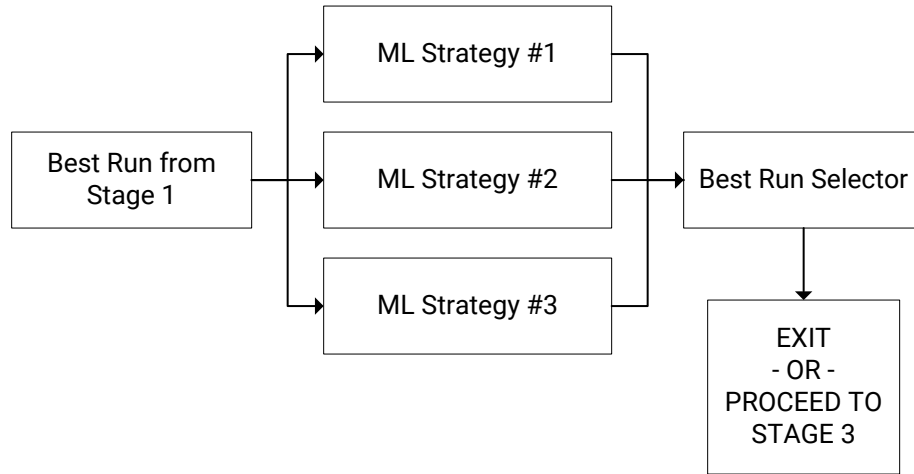 ML Strategy #1
Best Run from
Stage 1
ML Strategy #2
Best Run Selector
ML Strategy #3
EXIT
- OR -
PROCEED TO
STAGE 3